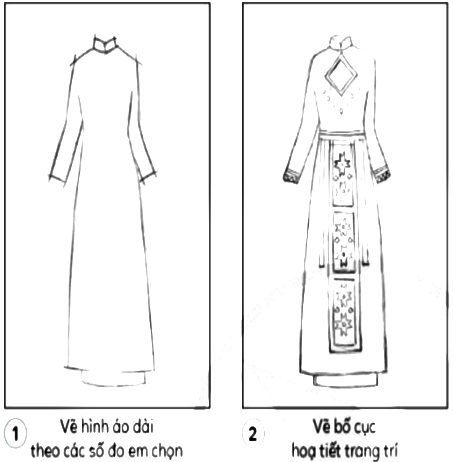 1
Vẽ hình áo dài
theo các số đo em chọn
2
Vẽ bố cục
hoạ tiết trang trí